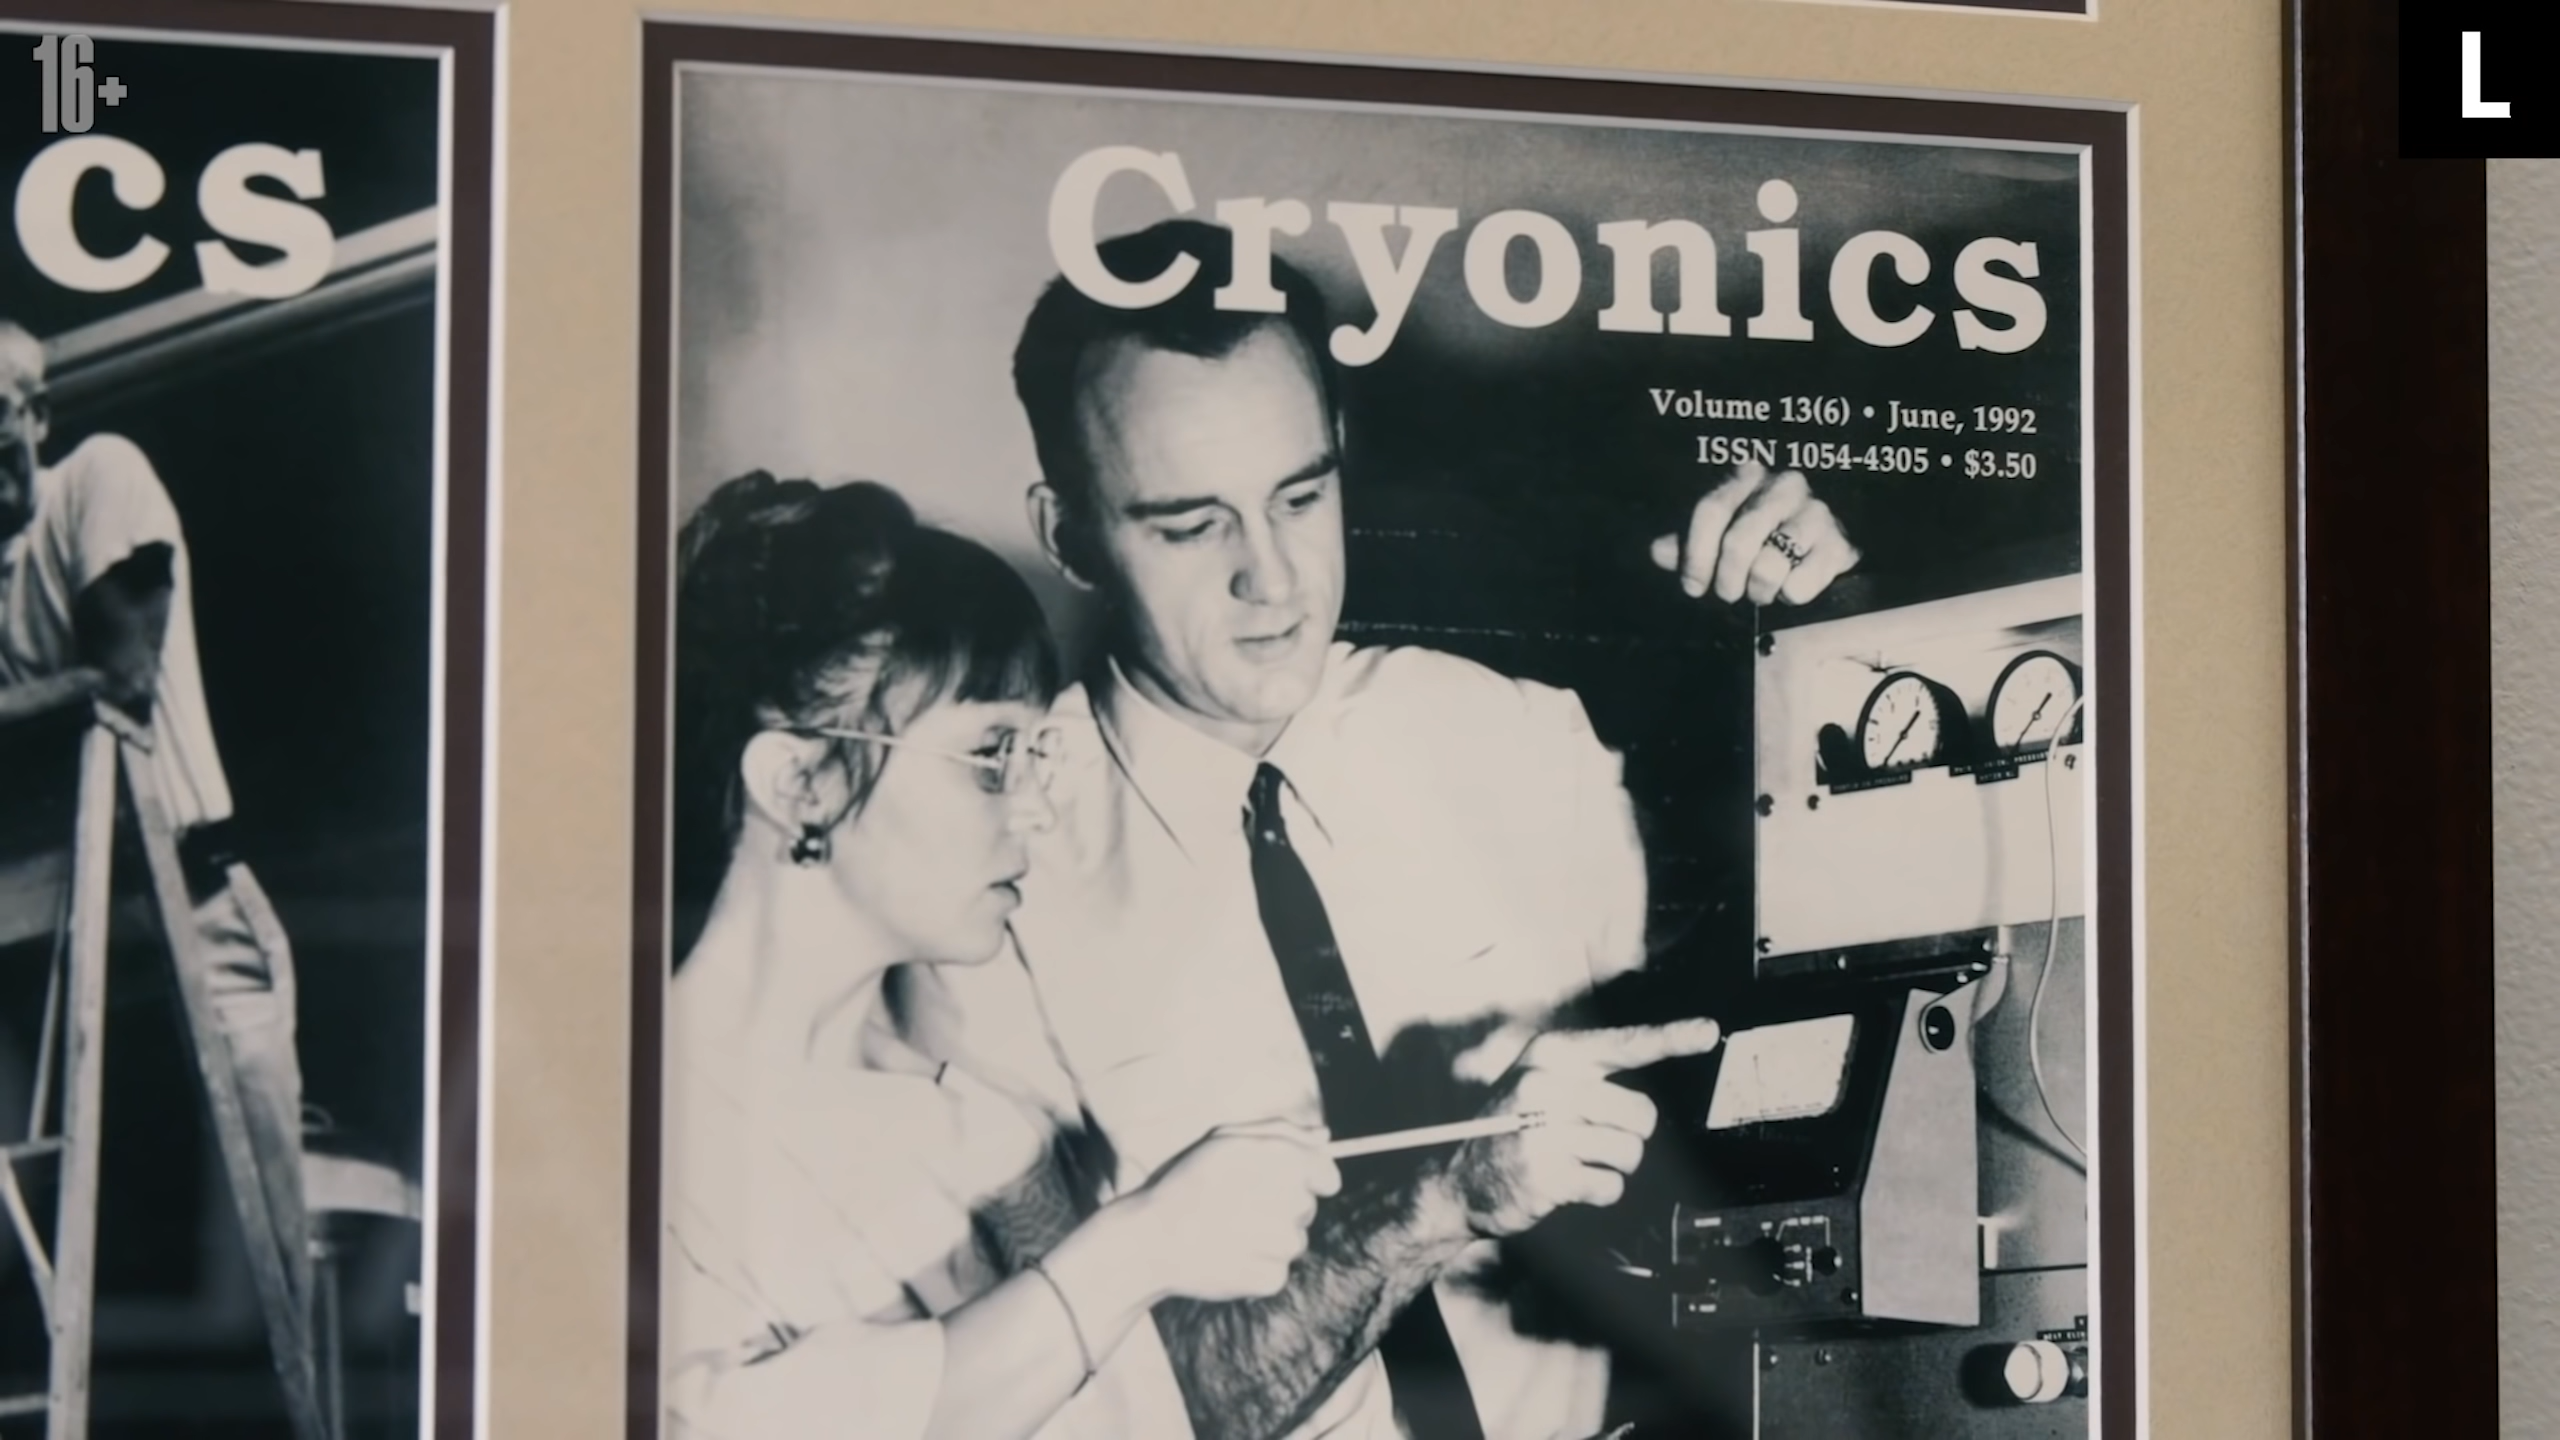 16+
L
cs
Cryonics
Volume 13(6) • June, 1992
ISSN 1054-4305 • $3.50